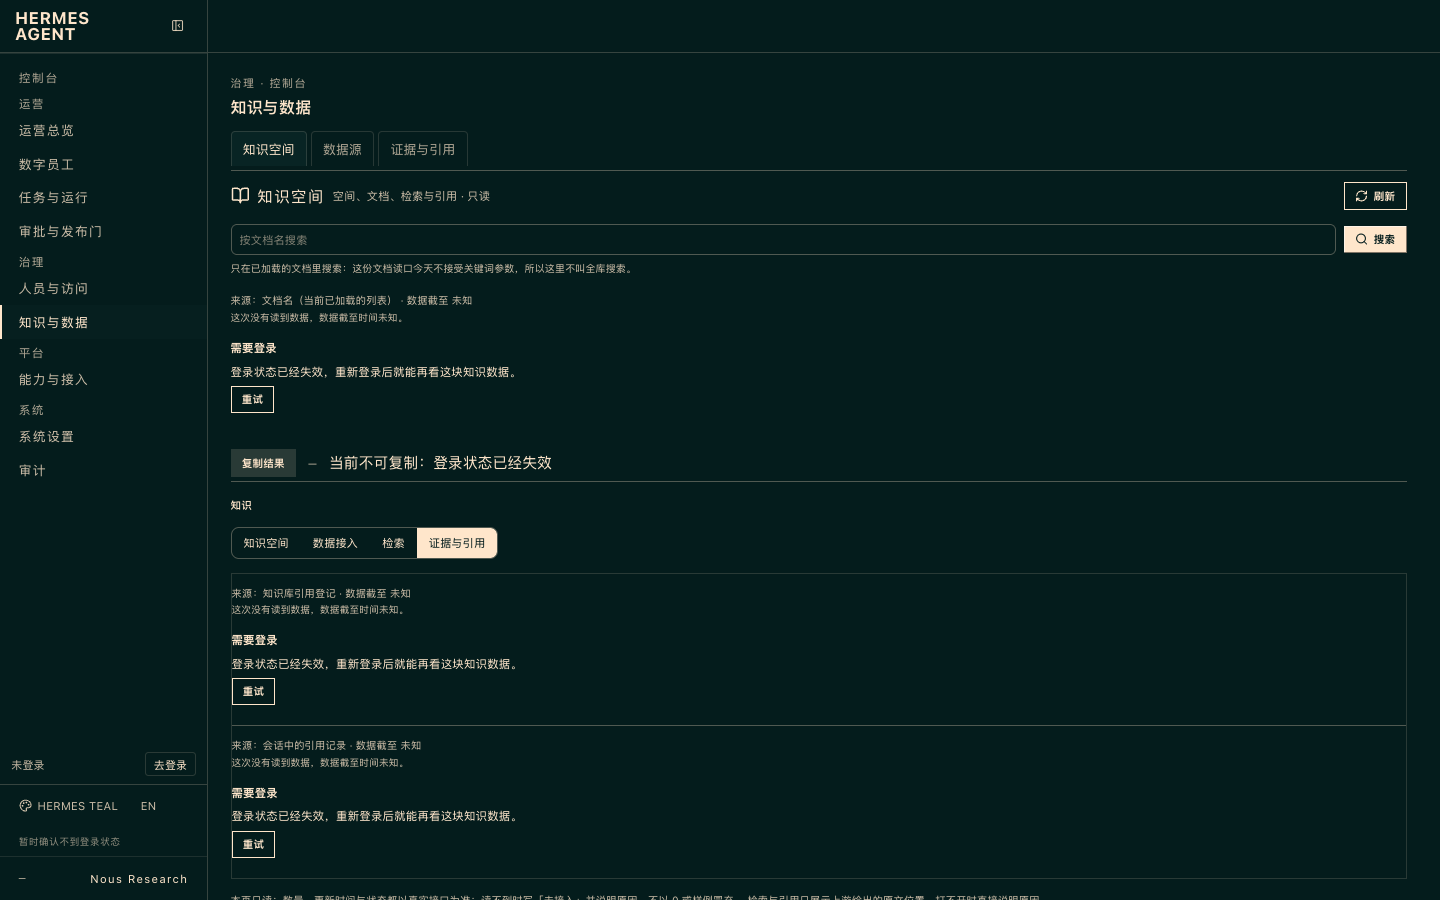 HERMES
AGENT
控制台
运营
运营总览
数字员工
任务与运行
审批与发布门
治理
人员与访问
知识与数据
平台
能力与接入
系统
系统设置
审计
未登录
去登录
HERMES TEAL
EN
暂时确认不到登录状态
—
Nous Research
治理 · 控制台
知识与数据
知识空间
数据源
证据与引用
知识空间 空间、文档、检索与引用 · 只读
刷新
按文档名搜索
搜索
只在已加载的文档里搜索：这份文档读口今天不接受关键词参数，所以这里不叫全库搜索。
来源：文档名（当前已加载的列表） · 数据截至 未知
这次没有读到数据，数据截至时间未知。
需要登录
登录状态已经失效，重新登录后就能再看这块知识数据。
重试
复制结果 — 当前不可复制：登录状态已经失效
知识
知识空间 数据接入 检索 证据与引用
来源：知识库引用登记 · 数据截至 未知
这次没有读到数据，数据截至时间未知。
需要登录
登录状态已经失效，重新登录后就能再看这块知识数据。
重试
来源：会话中的引用记录 · 数据截至 未知
这次没有读到数据，数据截至时间未知。
需要登录
登录状态已经失效，重新登录后就能再看这块知识数据。
重试